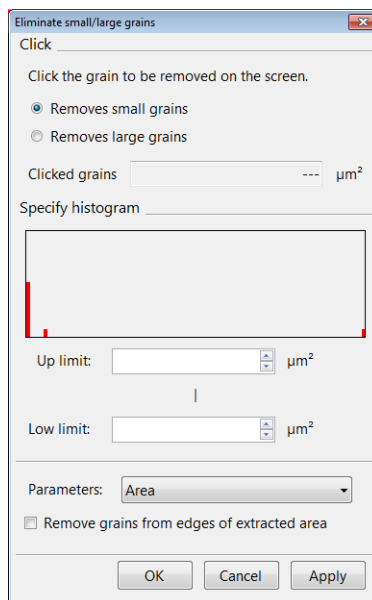 Eliminate small/large grains
Click
Click the grain to be removed on the screen.
Removes small grains
Removes large grains
Clicked grains --- µm²
Specify histogram
Up limit: µm²
|
Low limit: µm²
Parameters: Area
Remove grains from edges of extracted area
OK Cancel Apply